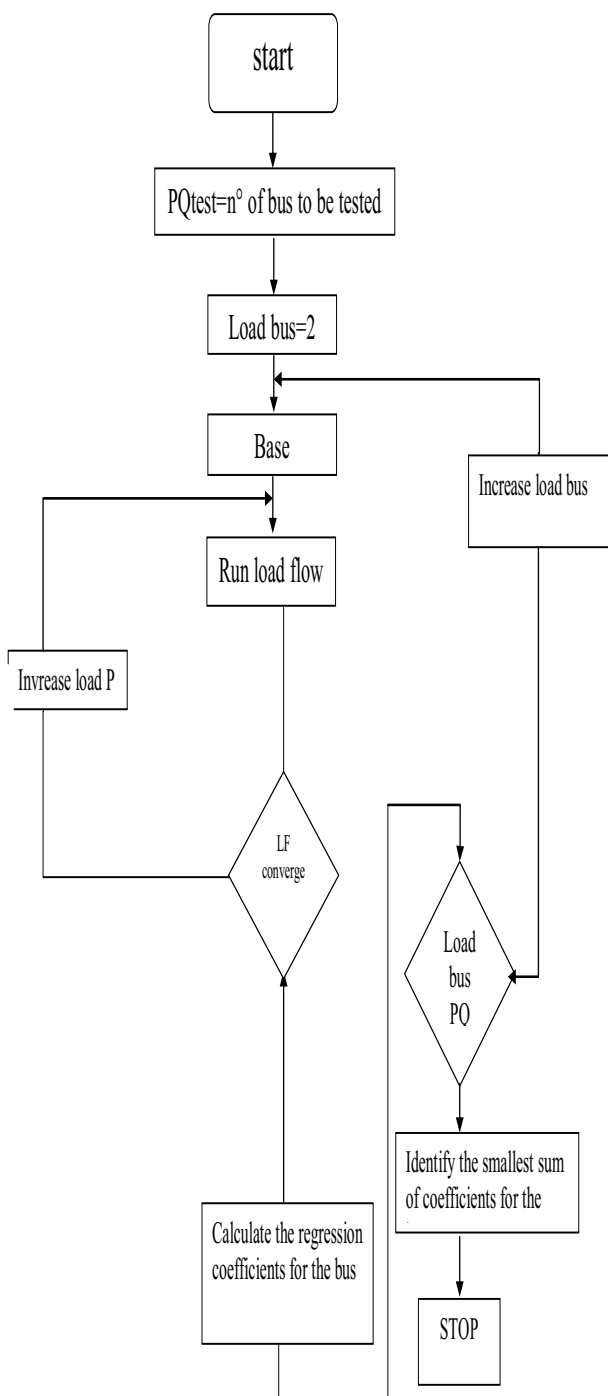 start
PQtest=n° of bus to be tested
Load bus=2
Base
Increase load bus
Run load flow
Invrease load P
LF
converge
Load
bus
PQ
Identify the smallest sum
of coefficients for the
Calculate the regression
coefficients for the bus
STOP